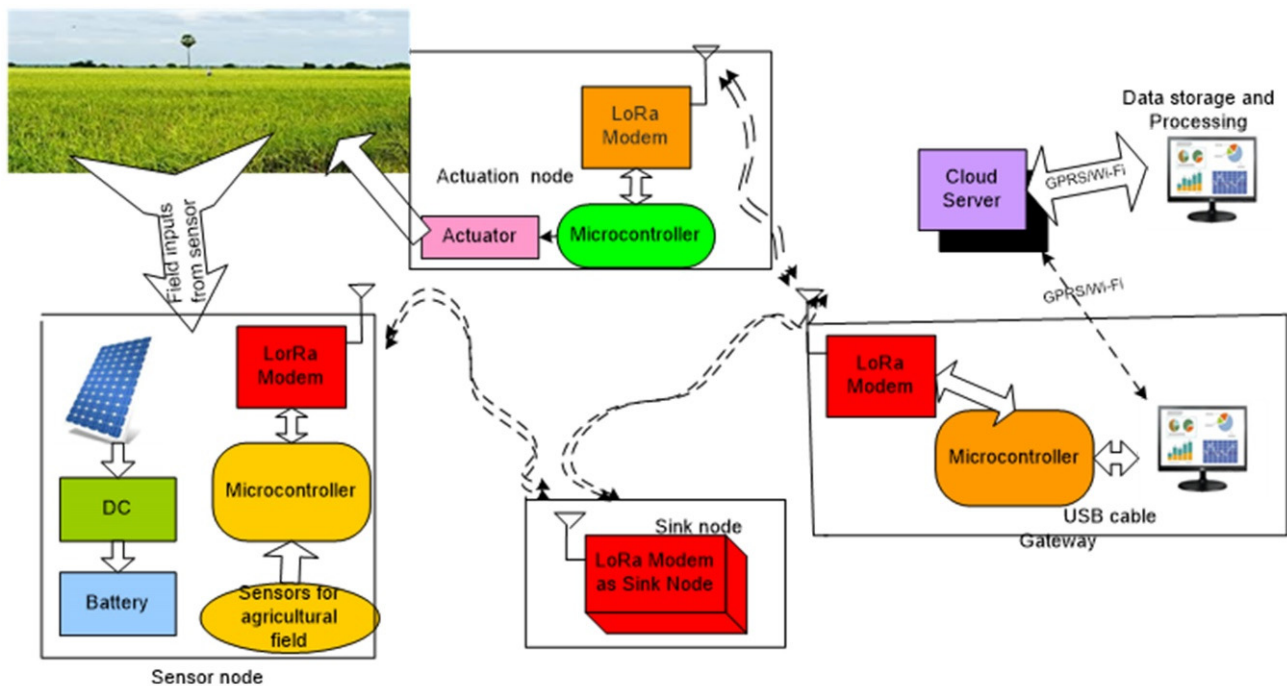 LoRa
Modem
Actuation node
Actuator
Microcontroller
Data storage and
Processing
Cloud
Server
GPRS/Wi-Fi
GPRS/Wi-Fi
Field inputs
from sensor
LorRa
Modem
DC
Microcontroller
Battery
Sensors for
agricultural
field
Sensor node
Sink node
LoRa Modem
as Sink Node
LoRa
Modem
Microcontroller
USB cable
Gateway